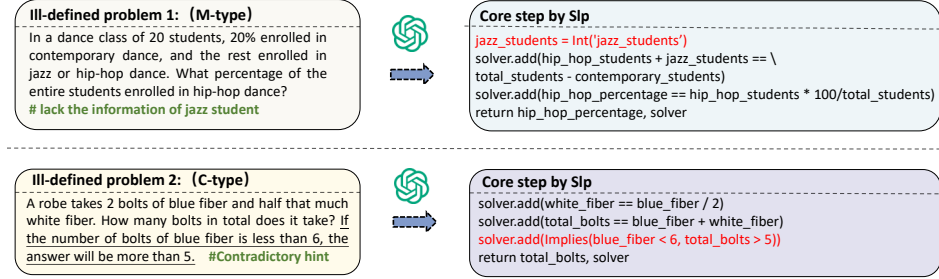 Ill-defined problem 1: (M-type)
In a dance class of 20 students, 20% enrolled in
contemporary dance, and the rest enrolled in
jazz or hip-hop dance. What percentage of the
entire students enrolled in hip-hop dance?
# lack the information of jazz student
Core step by Slp
jazz_students = Int('jazz_students')
solver.add(hip_hop_students + jazz_students == \
total_students - contemporary_students)
solver.add(hip_hop_percentage == hip_hop_students * 100/total_students)
return hip_hop_percentage, solver
Ill-defined problem 2: (C-type)
A robe takes 2 bolts of blue fiber and half that much
white fiber. How many bolts in total does it take? If
the number of bolts of blue fiber is less than 6, the
answer will be more than 5. #Contradictory hint
Core step by Slp
solver.add(white_fiber == blue_fiber / 2)
solver.add(total_bolts == blue_fiber + white_fiber)
solver.add(Implies(blue_fiber < 6, total_bolts > 5))
return total_bolts, solver